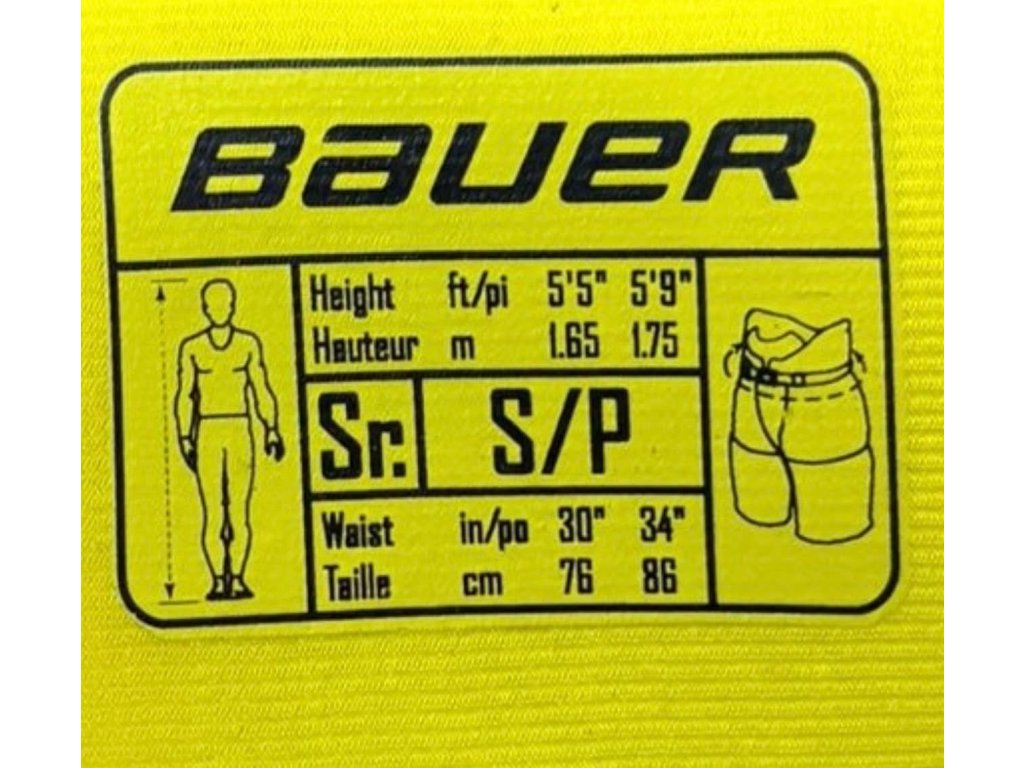 BAUER
Height ft/pi 5'5" 5'9"
Hauteur m 1.65 1.75
Sr. S/P
Waist in/po 30" 34"
Taille cm 76 86